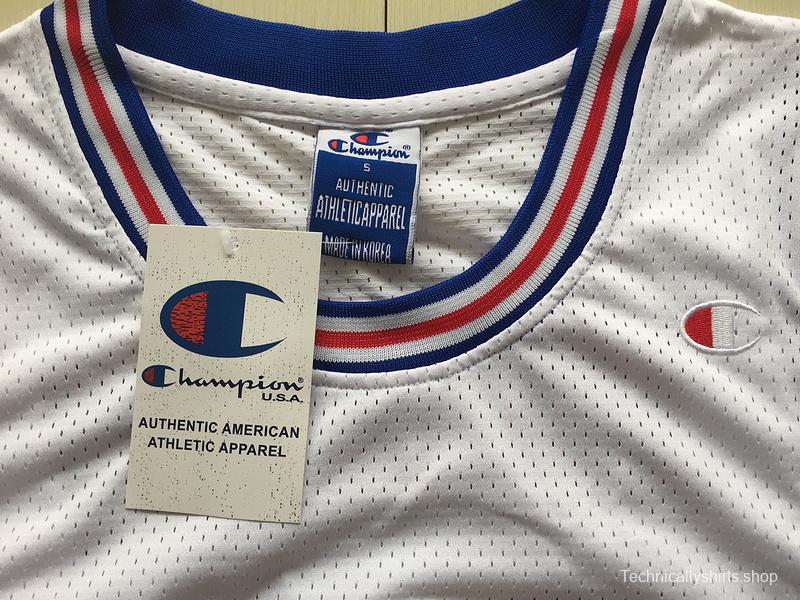 Champion®
S
AUTHENTIC
ATHLETICAPPAREL
MADE IN KOREA
Champion®
U.S.A.
AUTHENTIC AMERICAN
ATHLETIC APPAREL
Technicallyshirts.shop